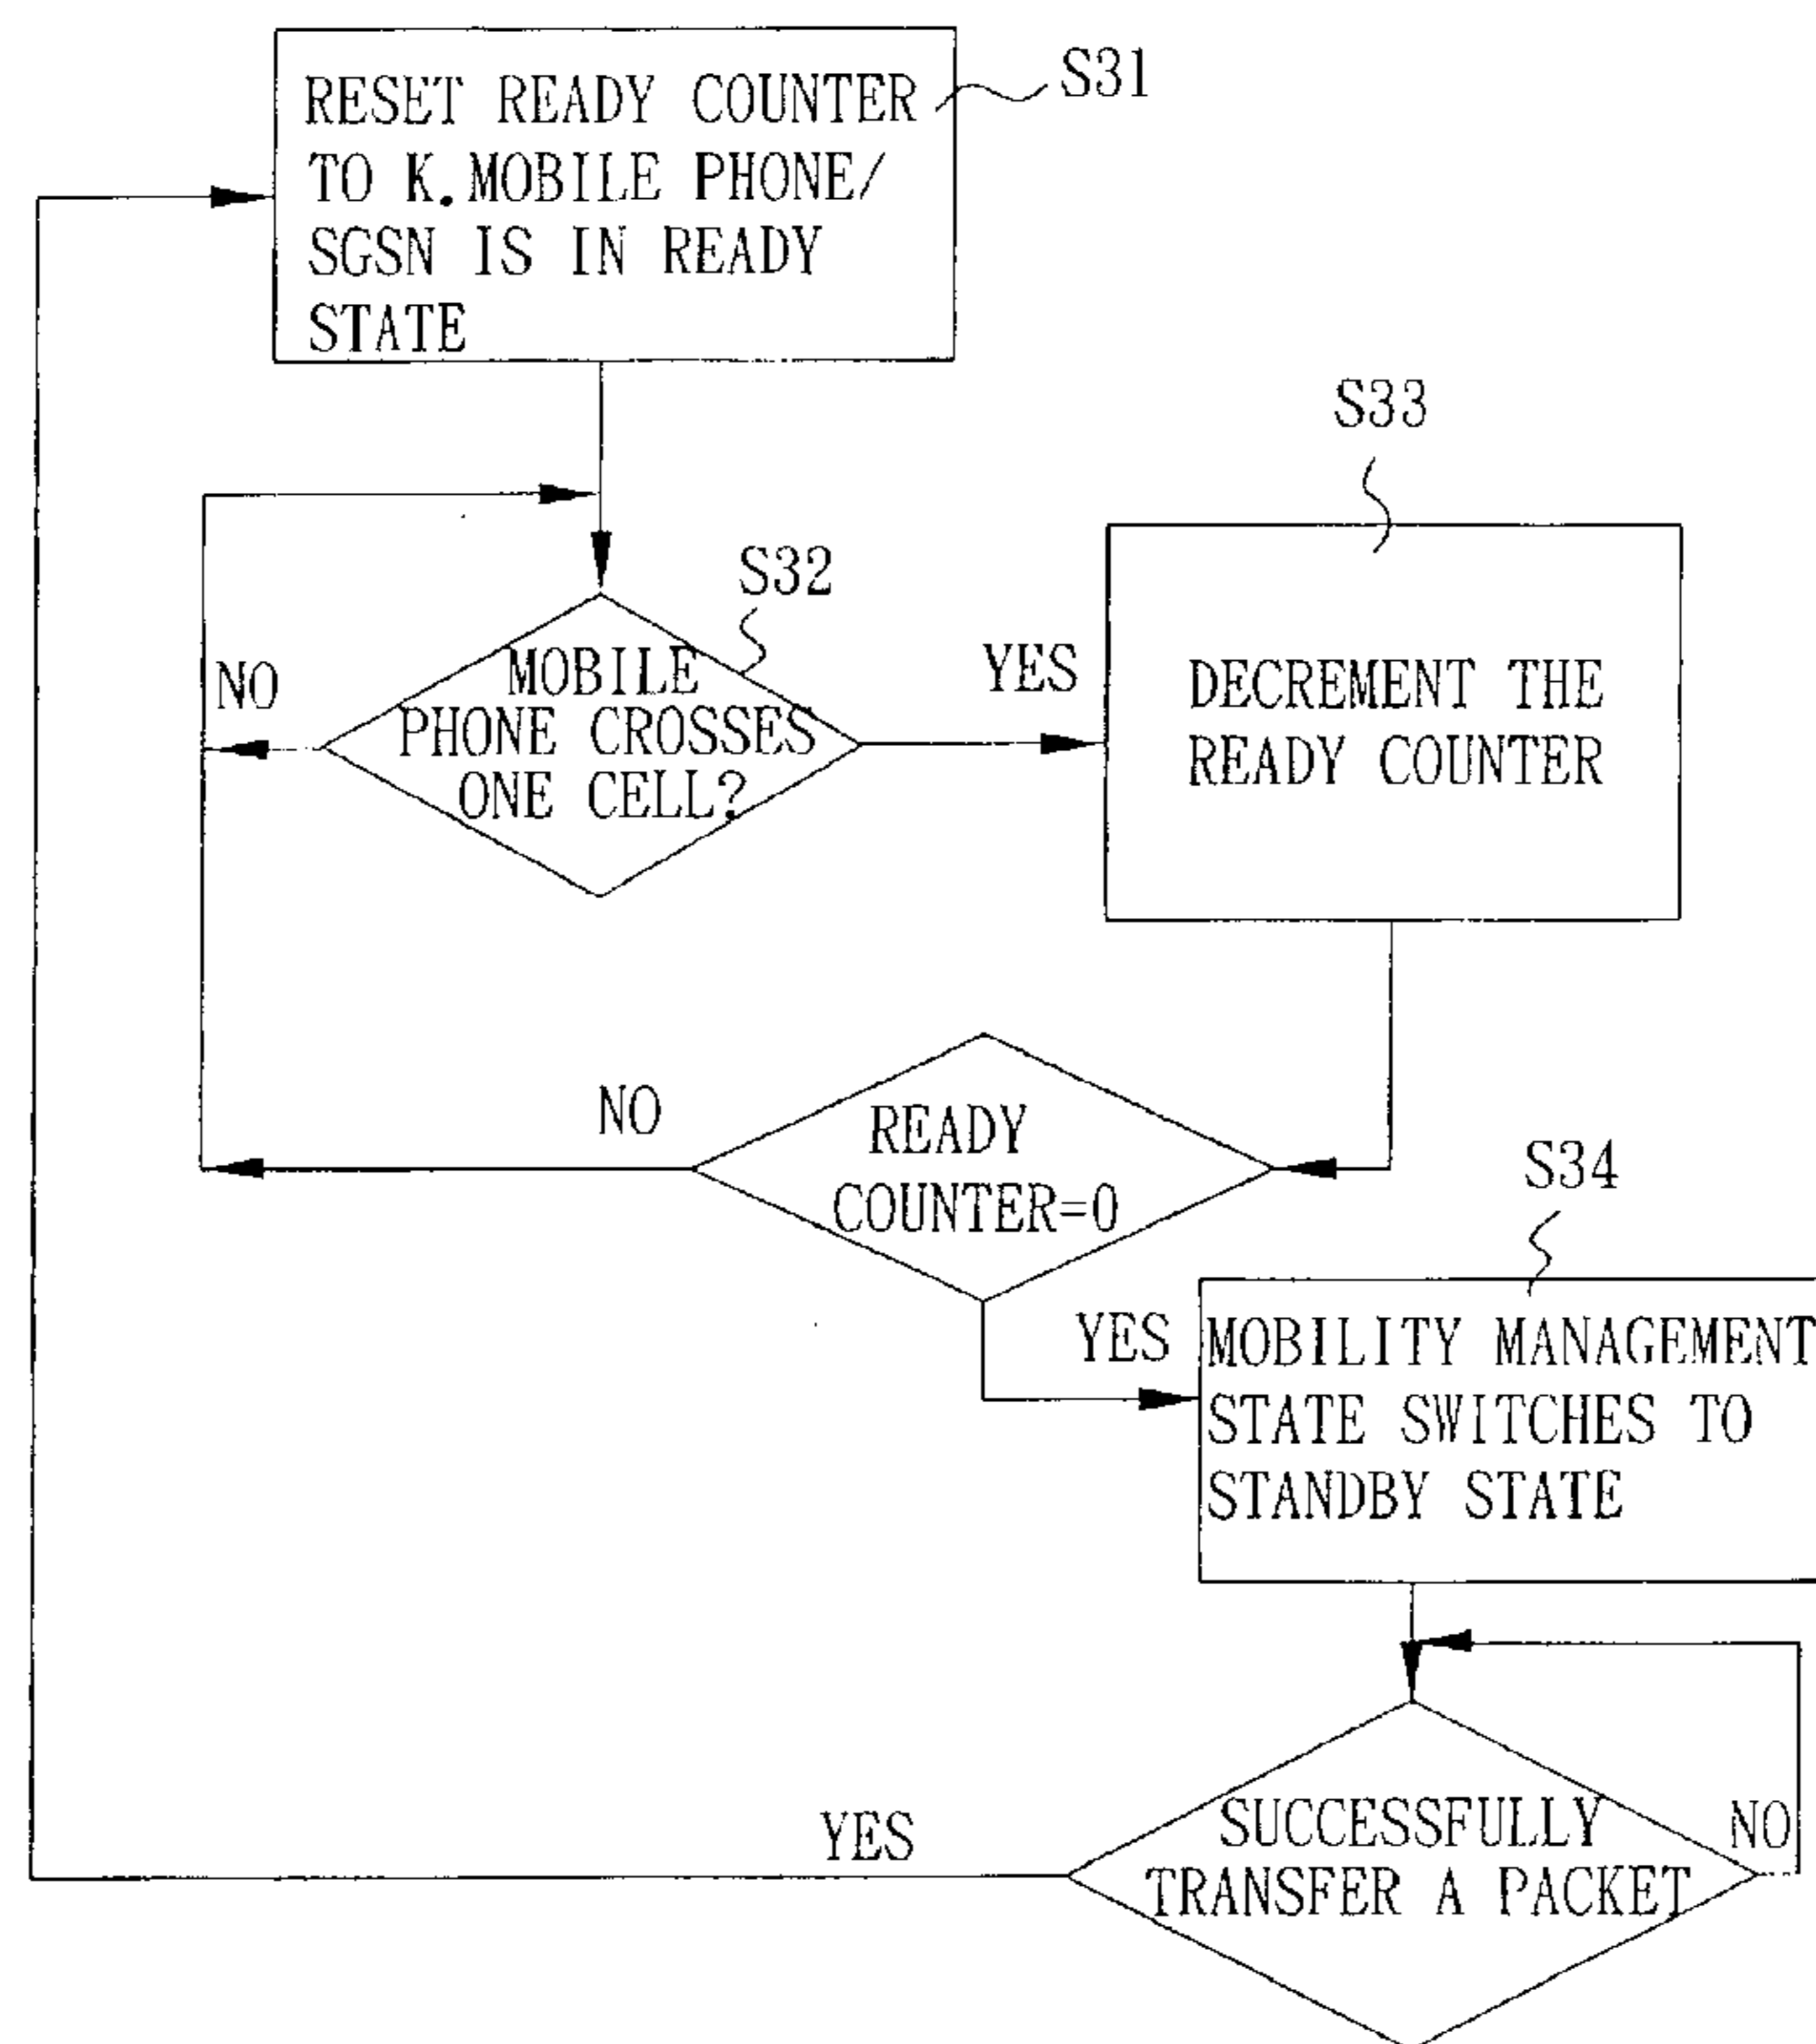 RESET READY COUNTER
TO K.MOBILE PHONE/
SGSN IS IN READY
STATE
S31
S33
S32
NO
MOBILE
PHONE CROSSES
ONE CELL?
YES
DECREMENT THE
READY COUNTER
NO
READY
COUNTER=0
S34
YES
MOBILITY MANAGEMENT
STATE SWITCHES TO
STANDBY STATE
YES
SUCCESSFULLY
TRANSFER A PACKET
NO